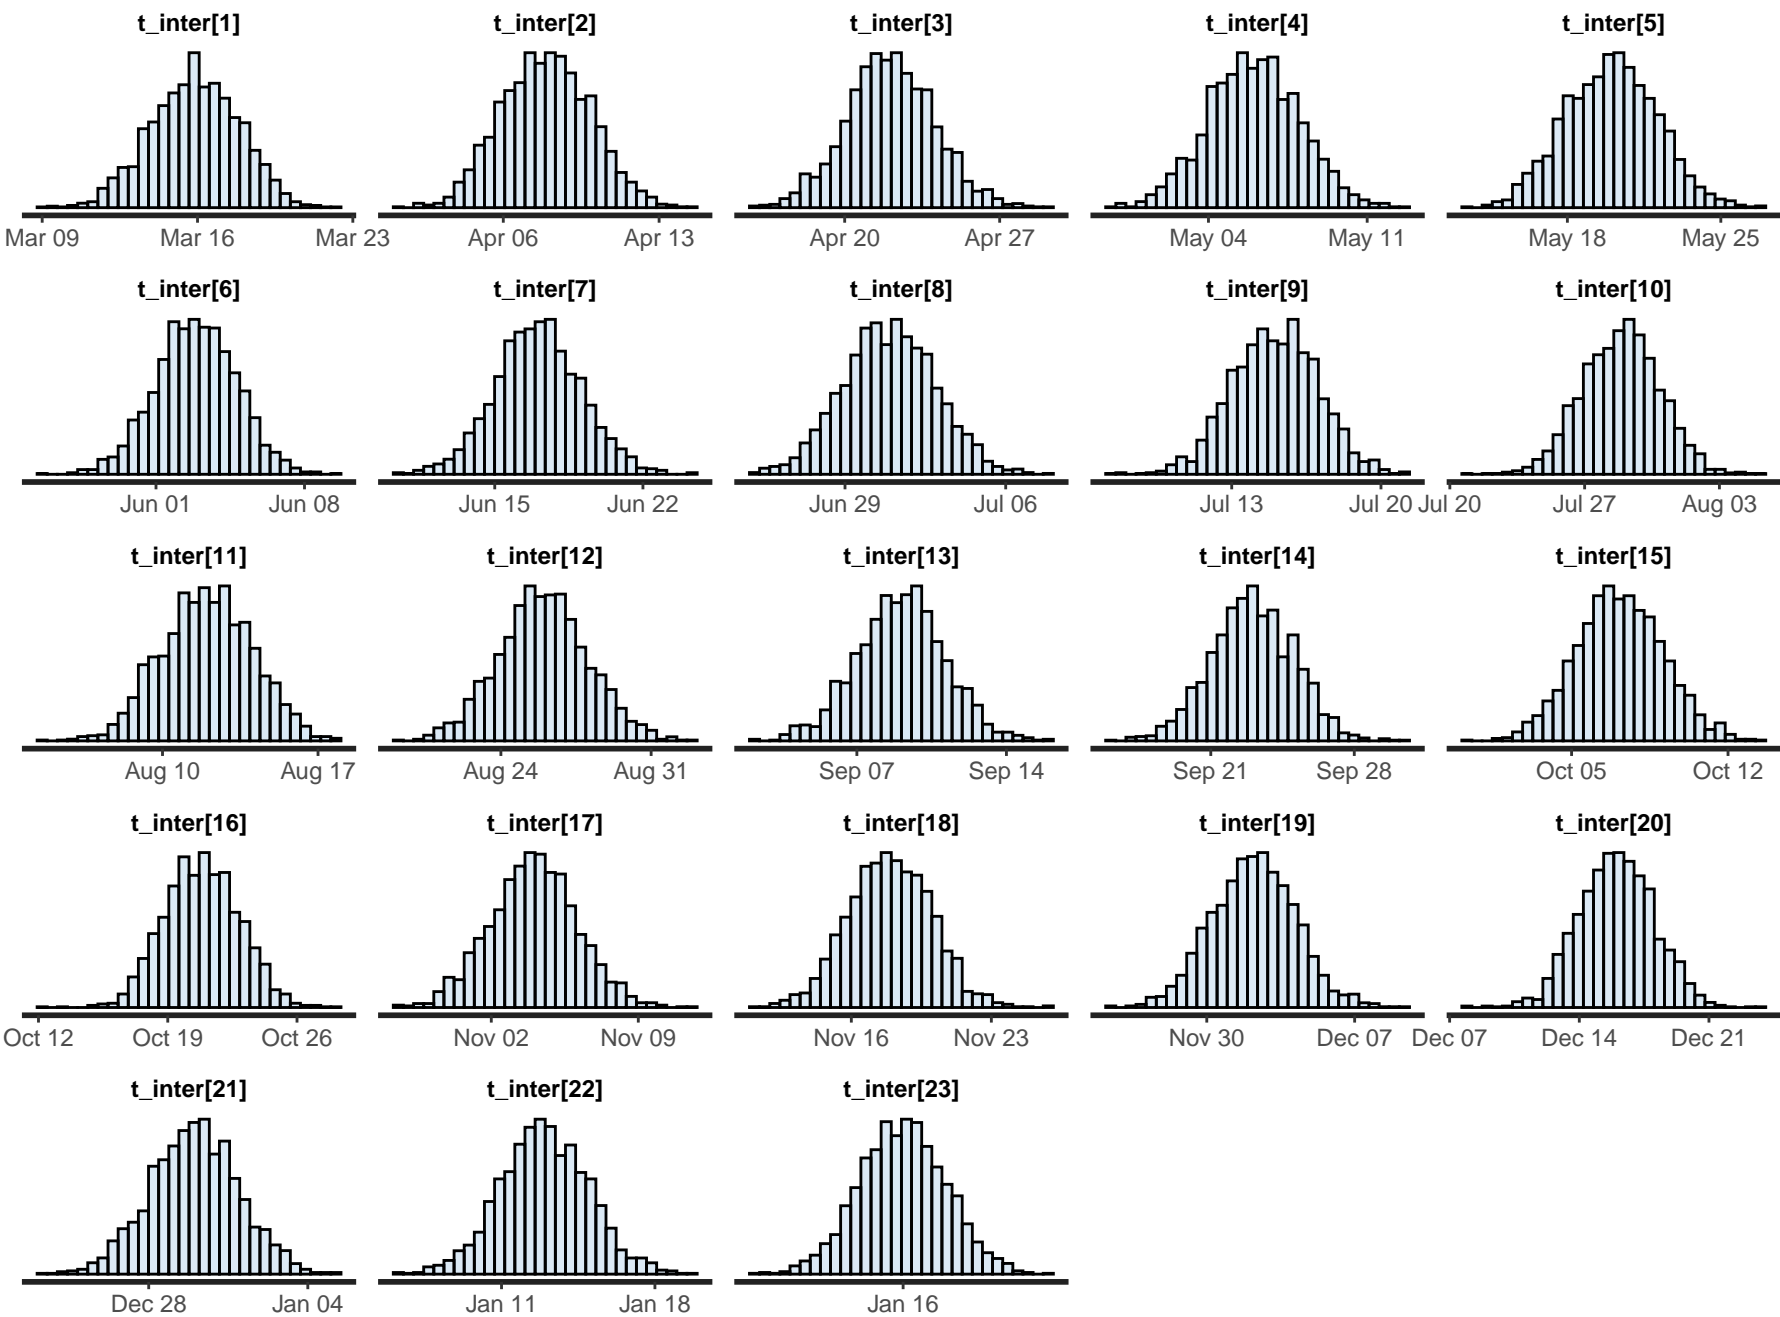 t_inter[1] t_inter[2] t_inter[3] t_inter[4] t_inter[5]
Mar 09 Mar 16 Mar 23 Apr 06 Apr 13 Apr 20 Apr 27 May 04 May 11 May 18 May 25
t_inter[6] t_inter[7] t_inter[8] t_inter[9] t_inter[10]
Jun 01 Jun 08 Jun 15 Jun 22 Jun 29 Jul 06 Jul 13 Jul 20 Jul 20 Jul 27 Aug 03
t_inter[11] t_inter[12] t_inter[13] t_inter[14] t_inter[15]
Aug 10 Aug 17 Aug 24 Aug 31 Sep 07 Sep 14 Sep 21 Sep 28 Oct 05 Oct 12
t_inter[16] t_inter[17] t_inter[18] t_inter[19] t_inter[20]
Oct 12 Oct 19 Oct 26 Nov 02 Nov 09 Nov 16 Nov 23 Nov 30 Dec 07 Dec 07 Dec 14 Dec 21
t_inter[21] t_inter[22] t_inter[23]
Dec 28 Jan 04 Jan 11 Jan 18 Jan 16